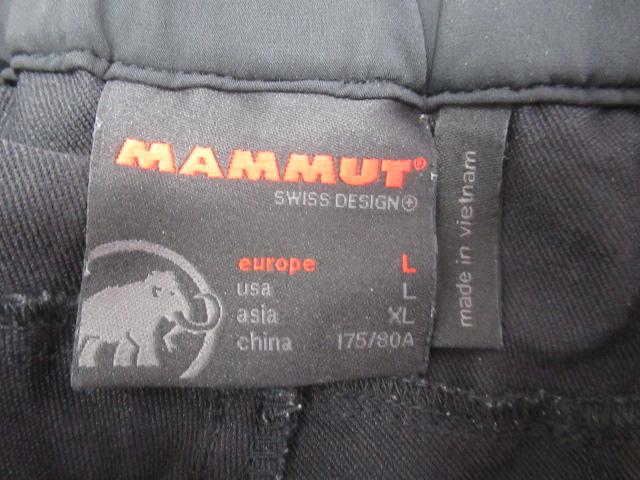 MAMMUT®
SWISS DESIGN
europe L
usa L
asia XL
china 175/80A
made in vietnam